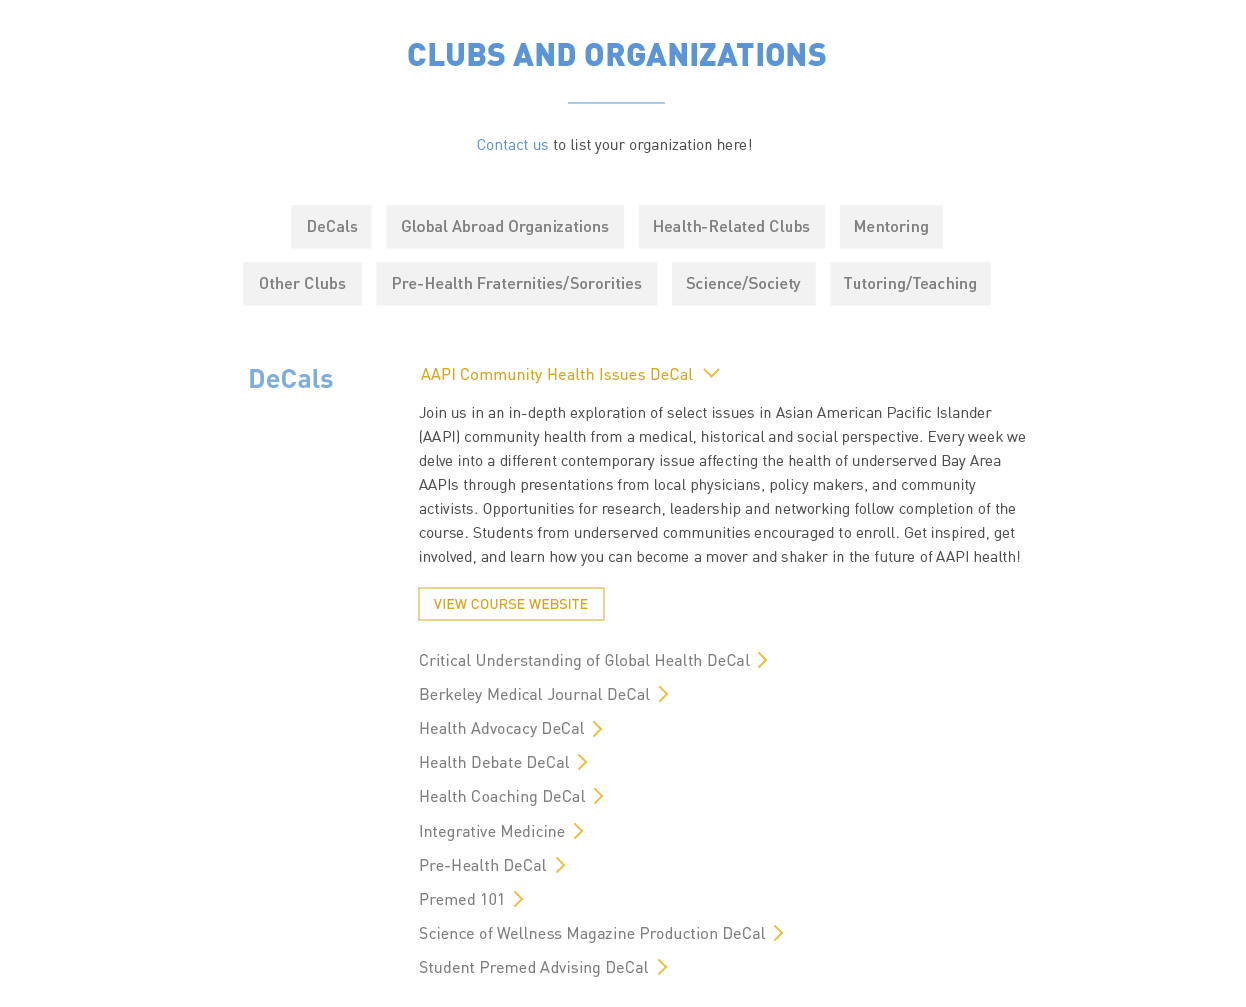 CLUBS AND ORGANIZATIONS
Contact us to list your organization here!
DeCals Global Abroad Organizations Health-Related Clubs Mentoring
Other Clubs Pre-Health Fraternities/Sororities Science/Society Tutoring/Teaching
DeCals
AAPI Community Health Issues DeCal
Join us in an in-depth exploration of select issues in Asian American Pacific Islander
(AAPI) community health from a medical, historical and social perspective. Every week we
delve into a different contemporary issue affecting the health of underserved Bay Area
AAPIs through presentations from local physicians, policy makers, and community
activists. Opportunities for research, leadership and networking follow completion of the
course. Students from underserved communities encouraged to enroll. Get inspired, get
involved, and learn how you can become a mover and shaker in the future of AAPI health!
VIEW COURSE WEBSITE
Critical Understanding of Global Health DeCal
Berkeley Medical Journal DeCal
Health Advocacy DeCal
Health Debate DeCal
Health Coaching DeCal
Integrative Medicine
Pre-Health DeCal
Premed 101
Science of Wellness Magazine Production DeCal
Student Premed Advising DeCal